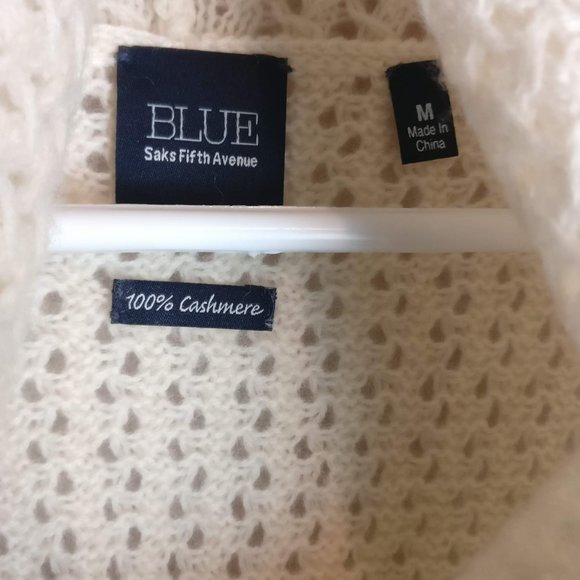 BLUE
Saks Fifth Avenue
M
Made In
China
100% Cashmere